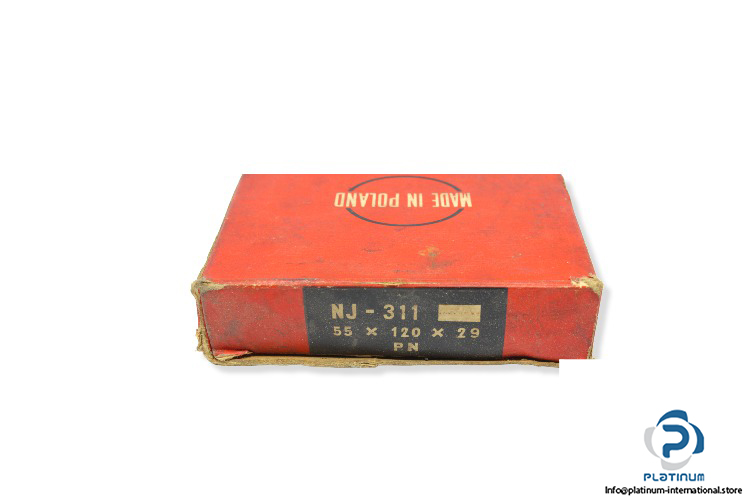 MADE IN POLAND
NJ - 311
55 × 120 × 29
PN
PLATINUM
Info@platinum-international.store